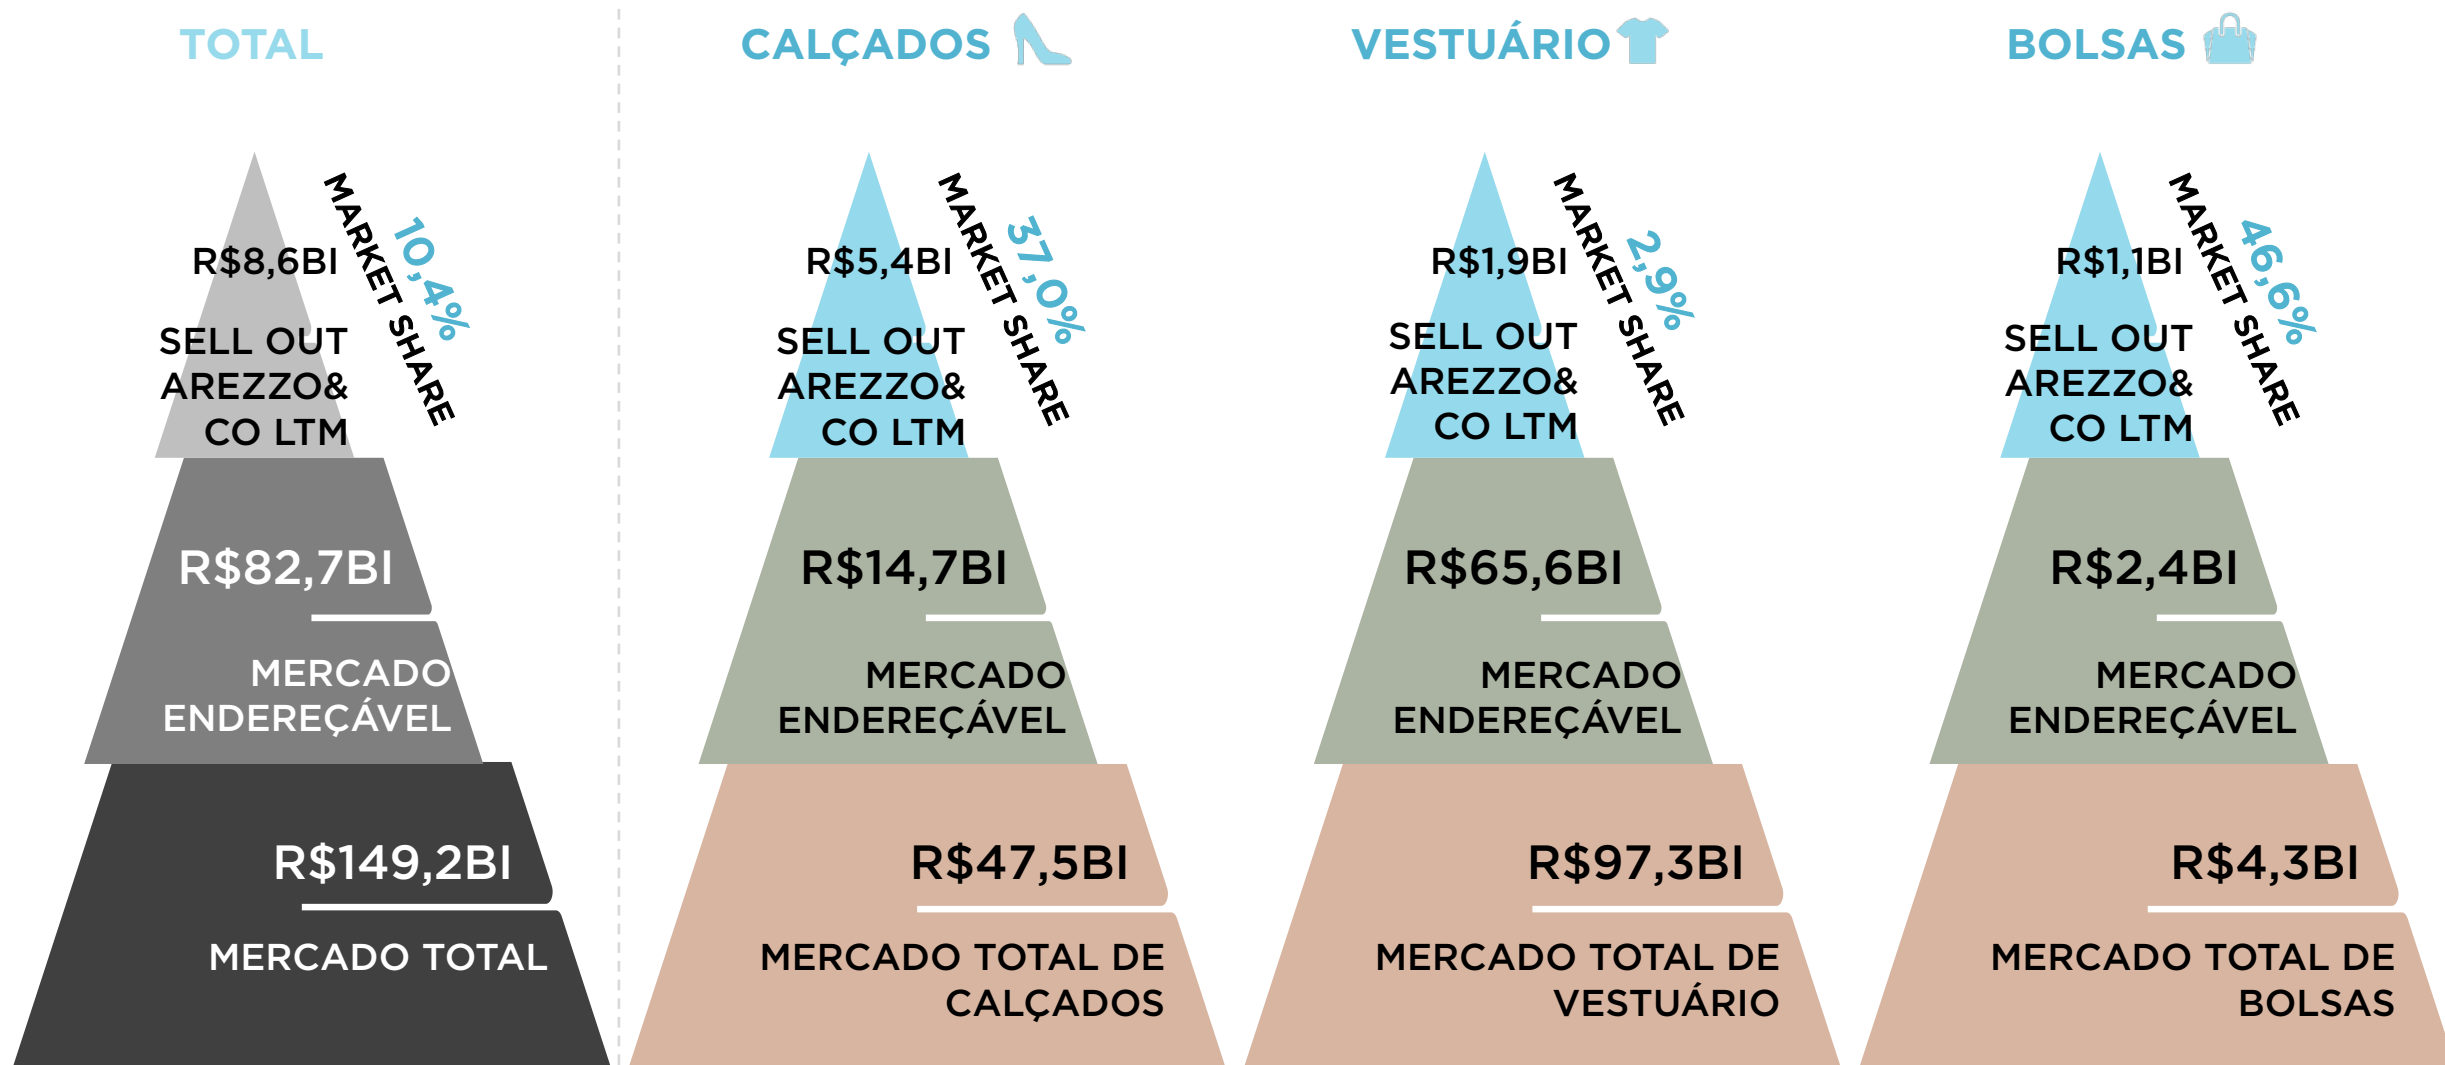 TOTAL
R$8,6BI
SELL OUT
AREZZO&
CO LTM
10,4%
MARKET SHARE
R$82,7BI
MERCADO
ENDEREÇÁVEL
R$149,2BI
MERCADO TOTAL
CALÇADOS
R$5,4BI
SELL OUT
AREZZO&
CO LTM
37,0%
MARKET SHARE
R$14,7BI
MERCADO
ENDEREÇÁVEL
R$47,5BI
MERCADO TOTAL DE
CALÇADOS
VESTUÁRIO
R$1,9BI
SELL OUT
AREZZO&
CO LTM
2,9%
MARKET SHARE
R$65,6BI
MERCADO
ENDEREÇÁVEL
R$97,3BI
MERCADO TOTAL DE
VESTUÁRIO
BOLSAS
R$1,1BI
SELL OUT
AREZZO&
CO LTM
46,6%
MARKET SHARE
R$2,4BI
MERCADO
ENDEREÇÁVEL
R$4,3BI
MERCADO TOTAL DE
BOLSAS